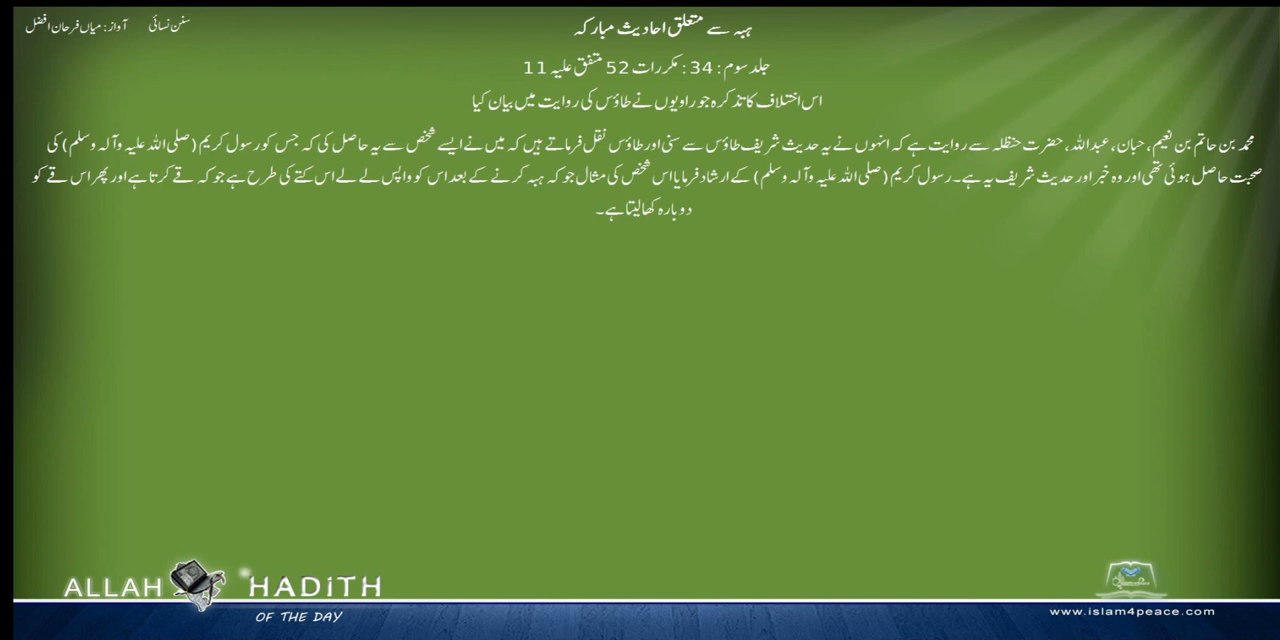 ہبہ سے متعلق احادیث مبارکہ
سنن نسائی
آواز: میاں فرحان افضل
جلد سوم: 34: مکررات 52 متفق علیہ 11
اس اختلاف کا تذکرہ جو راویوں نے طاؤس کی روایت میں بیان کیا
محمد بن حاتم بن نعیم، حبان، عبداللہ، حضرت حنظلہ سے روایت ہے کہ انہوں نے یہ حدیث شریف طاؤس سے سنی اور طاؤس نقل فرماتے ہیں کہ میں نے ایسے شخص سے یہ حاصل کی کہ جس کو رسول کریم (صلی اللہ علیہ وآلہ وسلم) کی
صحبت حاصل ہوئی تھی اور وہ خبر اور حدیث شریف یہ ہے۔ رسول کریم (صلی اللہ علیہ وآلہ وسلم) کے ارشاد فرمایا اس شخص کی مثال جو کہ ہبہ کرنے کے بعد اس کو واپس لے لے اس کتے کی طرح ہے جو کہ قے کرتا ہے اور پھر اس قے کو
دوبارہ کھا لیتا ہے۔
ALLAH HADITH
OF THE DAY
www.islam4peace.com